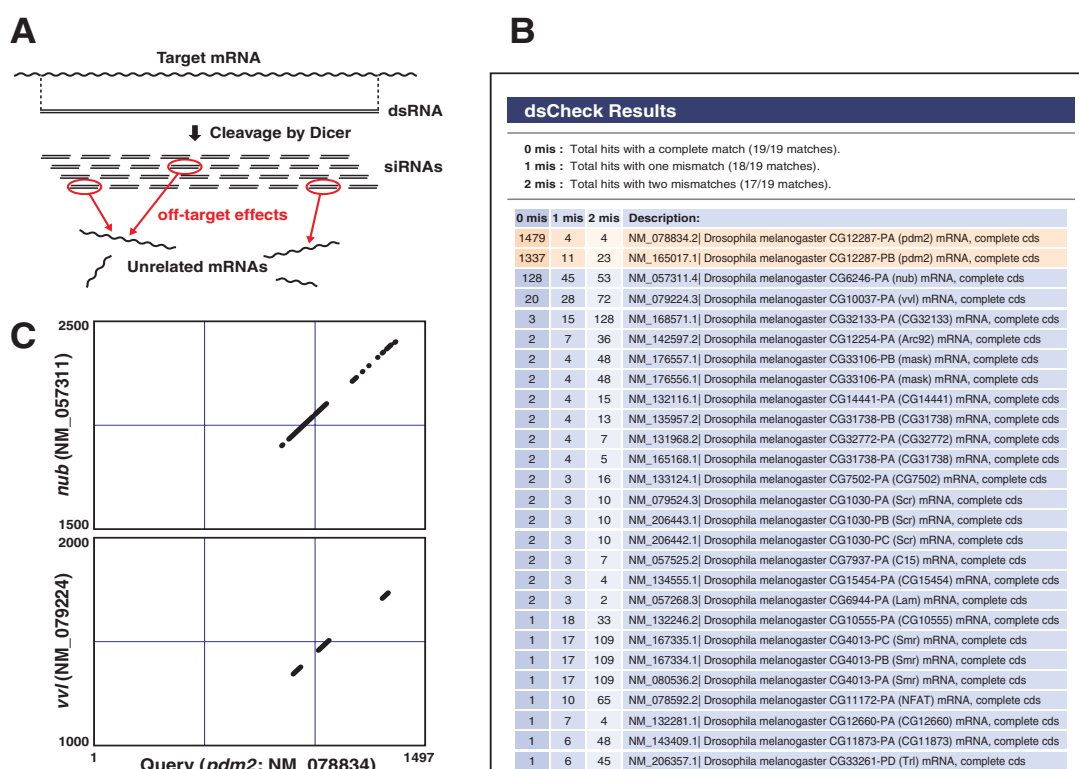 A
Target mRNA
dsRNA
Cleavage by Dicer
siRNAs
off-target effects
Unrelated mRNAs
B
dsCheck Results
0 mis : Total hits with a complete match (19/19 matches).
1 mis : Total hits with one mismatch (18/19 matches).
2 mis : Total hits with two mismatches (17/19 matches).
0 mis 1 mis 2 mis Description:
1479 4 4 NM_078834.2| Drosophila melanogaster CG12287-PA (pdm2) mRNA, complete cds
1337 11 23 NM_165017.1| Drosophila melanogaster CG12287-PB (pdm2) mRNA, complete cds
128 45 53 NM_057311.4| Drosophila melanogaster CG6246-PA (nub) mRNA, complete cds
20 28 72 NM_079224.3| Drosophila melanogaster CG10037-PA (vvl) mRNA, complete cds
3 15 128 NM_168571.1| Drosophila melanogaster CG32133-PA (CG32133) mRNA, complete cds
2 7 36 NM_142597.2| Drosophila melanogaster CG12254-PA (Arc92) mRNA, complete cds
2 4 48 NM_176557.1| Drosophila melanogaster CG33106-PB (mask) mRNA, complete cds
2 4 48 NM_176556.1| Drosophila melanogaster CG33106-PA (mask) mRNA, complete cds
2 4 15 NM_132116.1| Drosophila melanogaster CG14441-PA (CG14441) mRNA, complete cds
2 4 13 NM_135957.2| Drosophila melanogaster CG31738-PB (CG31738) mRNA, complete cds
2 4 7 NM_131968.2| Drosophila melanogaster CG32772-PA (CG32772) mRNA, complete cds
2 4 5 NM_165168.1| Drosophila melanogaster CG31738-PA (CG31738) mRNA, complete cds
2 3 16 NM_133124.1| Drosophila melanogaster CG7502-PA (CG7502) mRNA, complete cds
2 3 10 NM_079524.3| Drosophila melanogaster CG1030-PA (Scr) mRNA, complete cds
2 3 10 NM_206443.1| Drosophila melanogaster CG1030-PB (Scr) mRNA, complete cds
2 3 10 NM_206442.1| Drosophila melanogaster CG1030-PC (Scr) mRNA, complete cds
2 3 7 NM_057525.2| Drosophila melanogaster CG7937-PA (C15) mRNA, complete cds
2 3 4 NM_134555.1| Drosophila melanogaster CG15454-PA (CG15454) mRNA, complete cds
2 3 2 NM_057268.3| Drosophila melanogaster CG6944-PA (Lam) mRNA, complete cds
1 18 33 NM_132246.2| Drosophila melanogaster CG10555-PA (CG10555) mRNA, complete cds
1 17 109 NM_167335.1| Drosophila melanogaster CG4013-PC (Smr) mRNA, complete cds
1 17 109 NM_167334.1| Drosophila melanogaster CG4013-PB (Smr) mRNA, complete cds
1 17 109 NM_080536.2| Drosophila melanogaster CG4013-PA (Smr) mRNA, complete cds
1 10 65 NM_078592.2| Drosophila melanogaster CG11172-PA (NFAT) mRNA, complete cds
1 7 4 NM_132281.1| Drosophila melanogaster CG12660-PA (CG12660) mRNA, complete cds
1 6 48 NM_143409.1| Drosophila melanogaster CG11873-PA (CG11873) mRNA, complete cds
1 6 45 NM_206357.1| Drosophila melanogaster CG33261-PD (Trl) mRNA, complete cds
C
2500
nub (NM_057311)
1500
2000
vvl (NM_079224)
1000
1
1497
Query (pdm2: NM_078834)